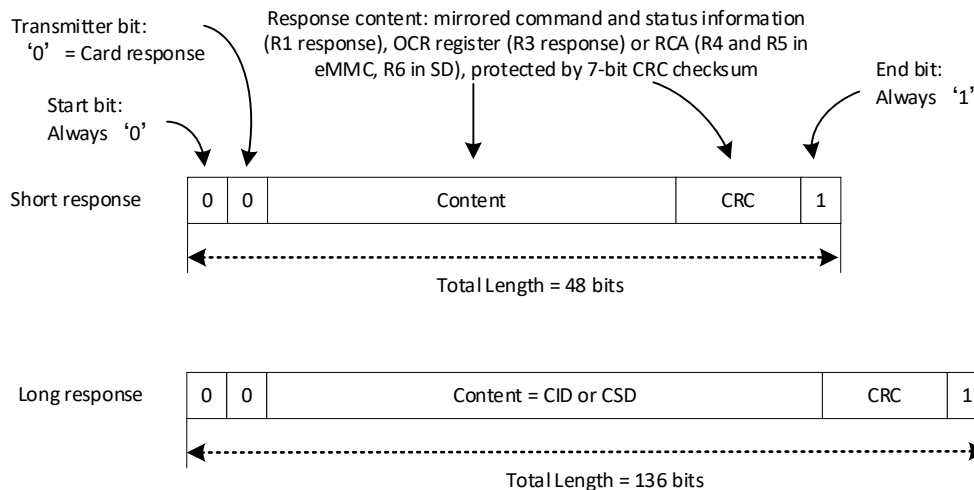 Transmitter bit:
‘0’ = Card response
Response content: mirrored command and status information
(R1 response), OCR register (R3 response) or RCA (R4 and R5 in
eMMC, R6 in SD), protected by 7-bit CRC checksum
Start bit:
Always ‘0’
End bit:
Always ‘1’
Short response
0 0 Content CRC 1
Total Length = 48 bits
Long response
0 0 Content = CID or CSD CRC 1
Total Length = 136 bits